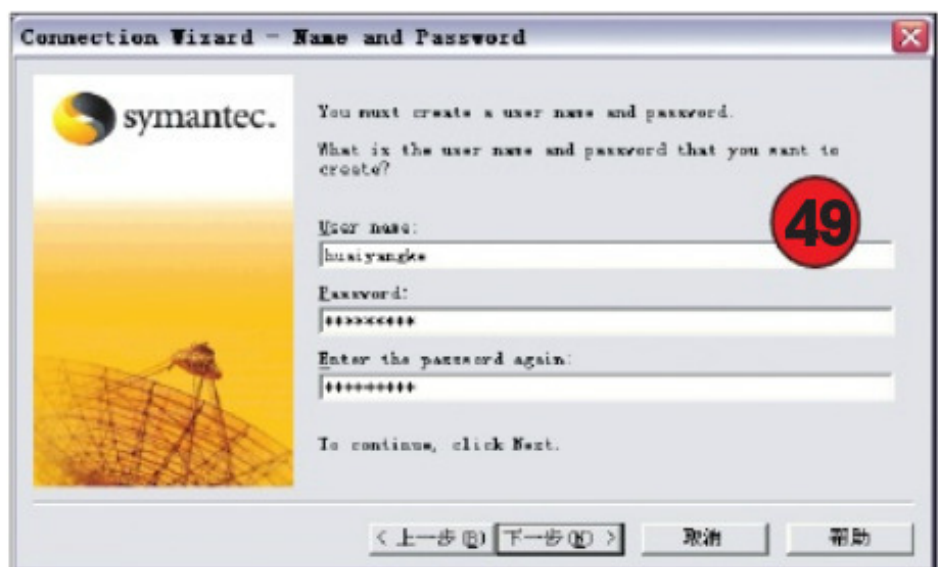 Connection Wizard - Name and Password
symantec.
You must create a user name and password.
What is the user name and password that you want to
create?
49
User name:
huaiyangke
Password:
*********
Enter the password again:
*********
To continue, click Next.
< 上一步(B) 下一步(N) > 取消 帮助